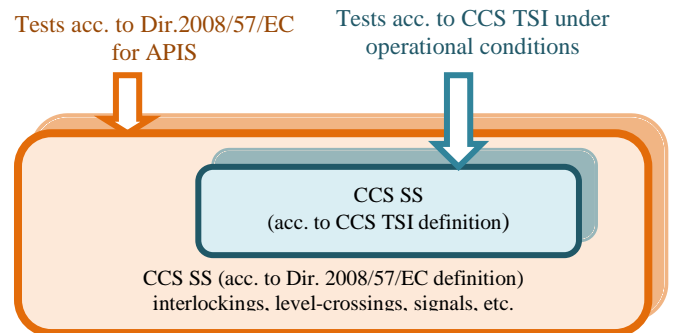 Tests acc. to Dir.2008/57/EC
for APIS
Tests acc. to CCS TSI under
operational conditions
CCS SS
(acc. to CCS TSI definition)
CCS SS (acc. to Dir. 2008/57/EC definition)
interlockings, level-crossings, signals, etc.